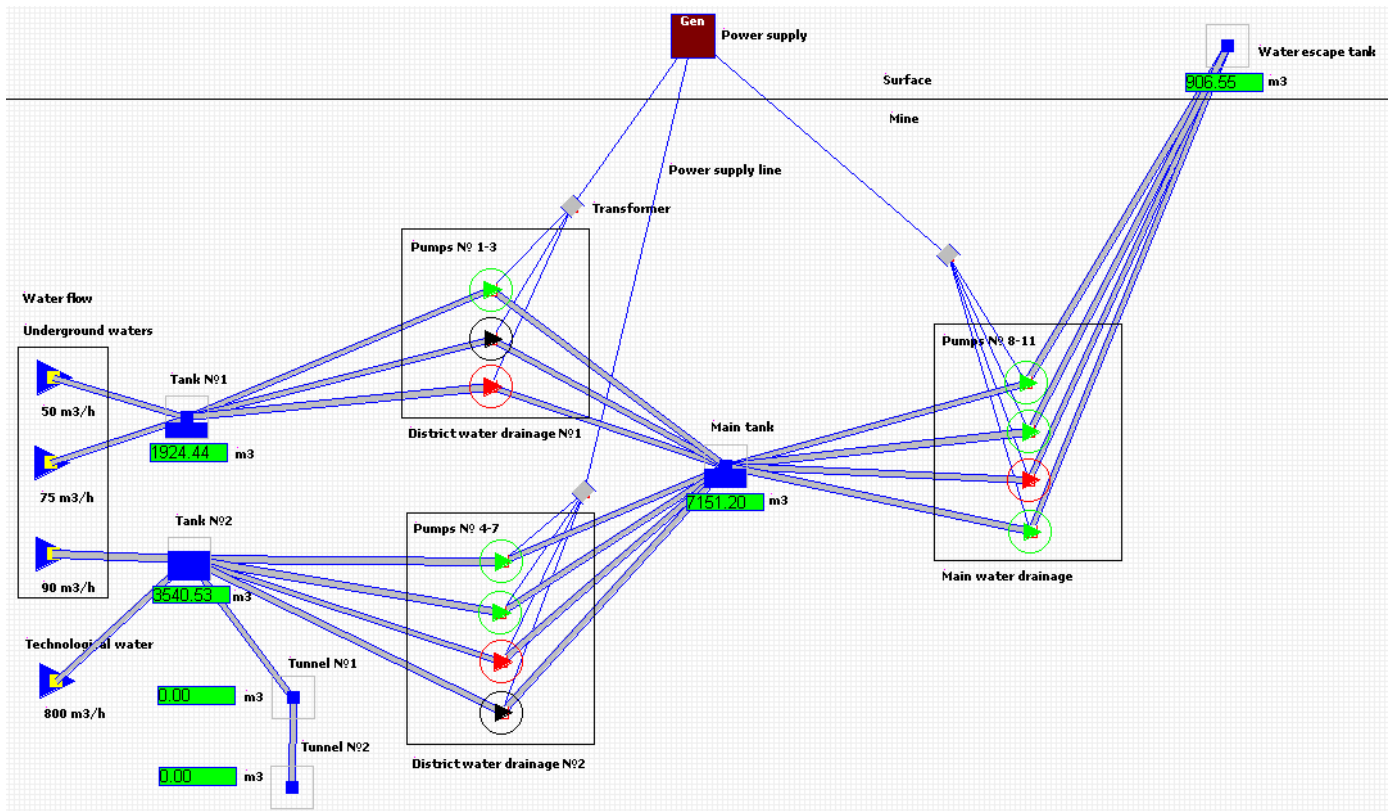 Gen
Power supply
Water escape tank
906.55 m3
Surface
Mine
Power supply line
Transformer
Pumps № 1-3
Water flow
Underground waters
Pumps № 8-11
Tank №1
50 m3/h
District water drainage №1
Main tank
1924.44 m3
75 m3/h
7151.20 m3
Tank №2
Pumps № 4-7
Main water drainage
90 m3/h
3540.53 m3
Technological water
Tunnel №1
0.00 m3
800 m3/h
Tunnel №2
District water drainage №2
0.00 m3